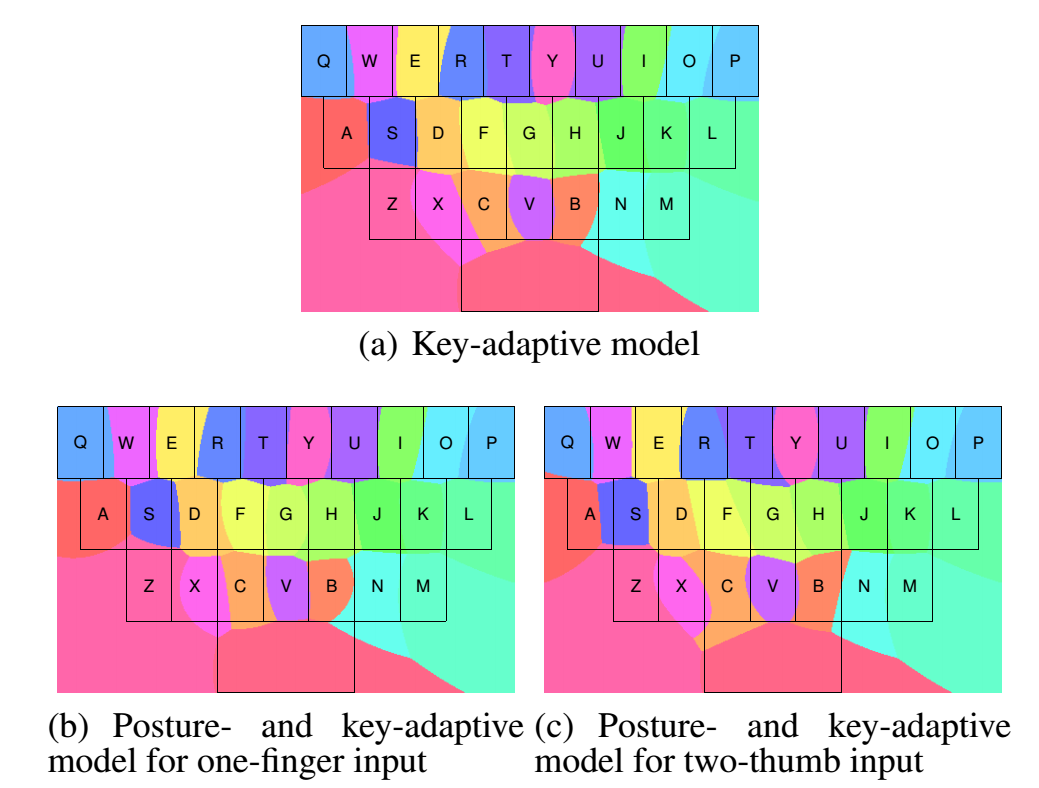 Q W E R T Y U I O P
A S D F G H J K L
Z X C V B N M
(a) Key-adaptive model
Q W E R T Y U I O P
A S D F G H J K L
Z X C V B N M
(b) Posture- and key-adaptive
model for one-finger input
Q W E R T Y U I O P
A S D F G H J K L
Z X C V B N M
(c) Posture- and key-adaptive
model for two-thumb input